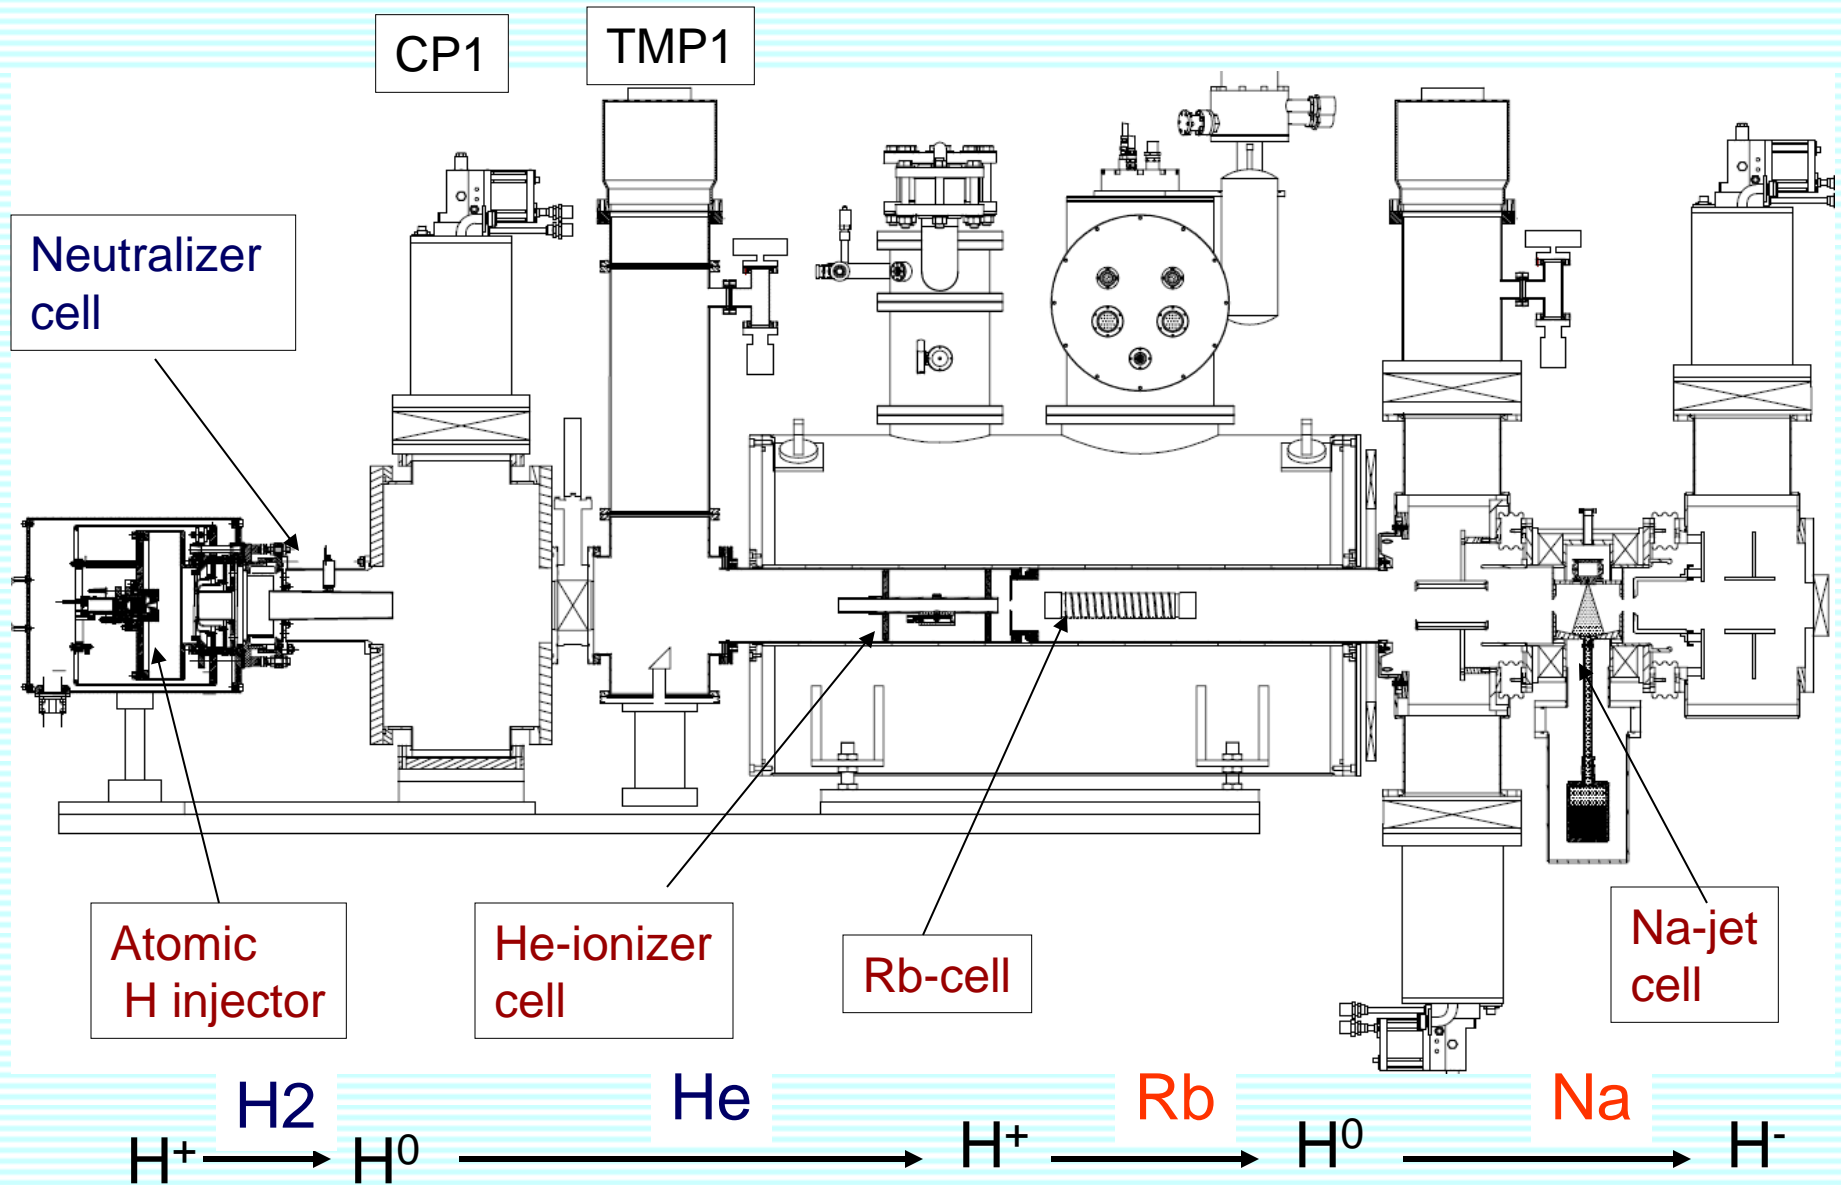 CP1
TMP1
Neutralizer
cell
Atomic
H injector
He-ionizer
cell
Rb-cell
Na-jet
cell
H2
He
Rb
Na
H⁺
H⁰
H⁺
H⁰
H⁻